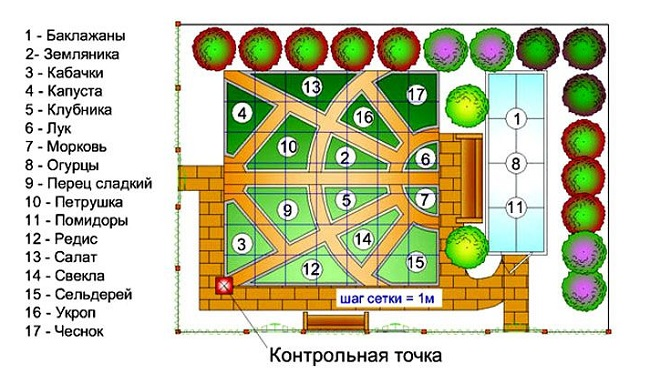 1 - Баклажаны
2- Земляника
3 - Кабачки
4 - Капуста
5 - Клубника
6 - Лук
7 - Морковь
8 - Огурцы
9 - Перец сладкий
10 - Петрушка
11 - Помидоры
12 - Редис
13 - Салат
14 - Свекла
15 - Сельдерей
16 - Укроп
17 - Чеснок
13
17
4
16
1
10
2
6
8
5
7
9
11
3
14
12
15
шаг сетки = 1м
Контрольная точка